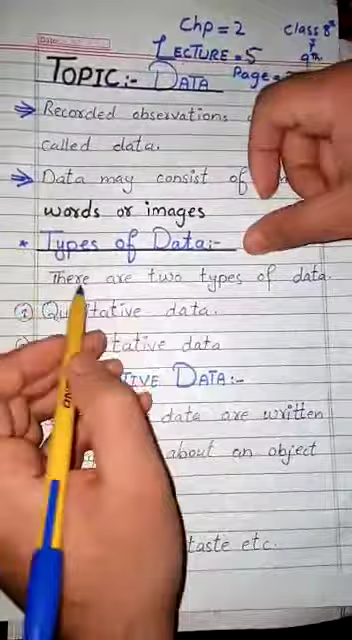 Chp = 2 Class 8th
LECTURE = 5 9th
TOPIC:- DATA Page =
Recorded observations
called data.
Data may consist of
words or images
* Types of Data:-
There are two types of data.
i Qualitative data.
tative data
TIVE DATA:-
data are written
about an object
taste etc.